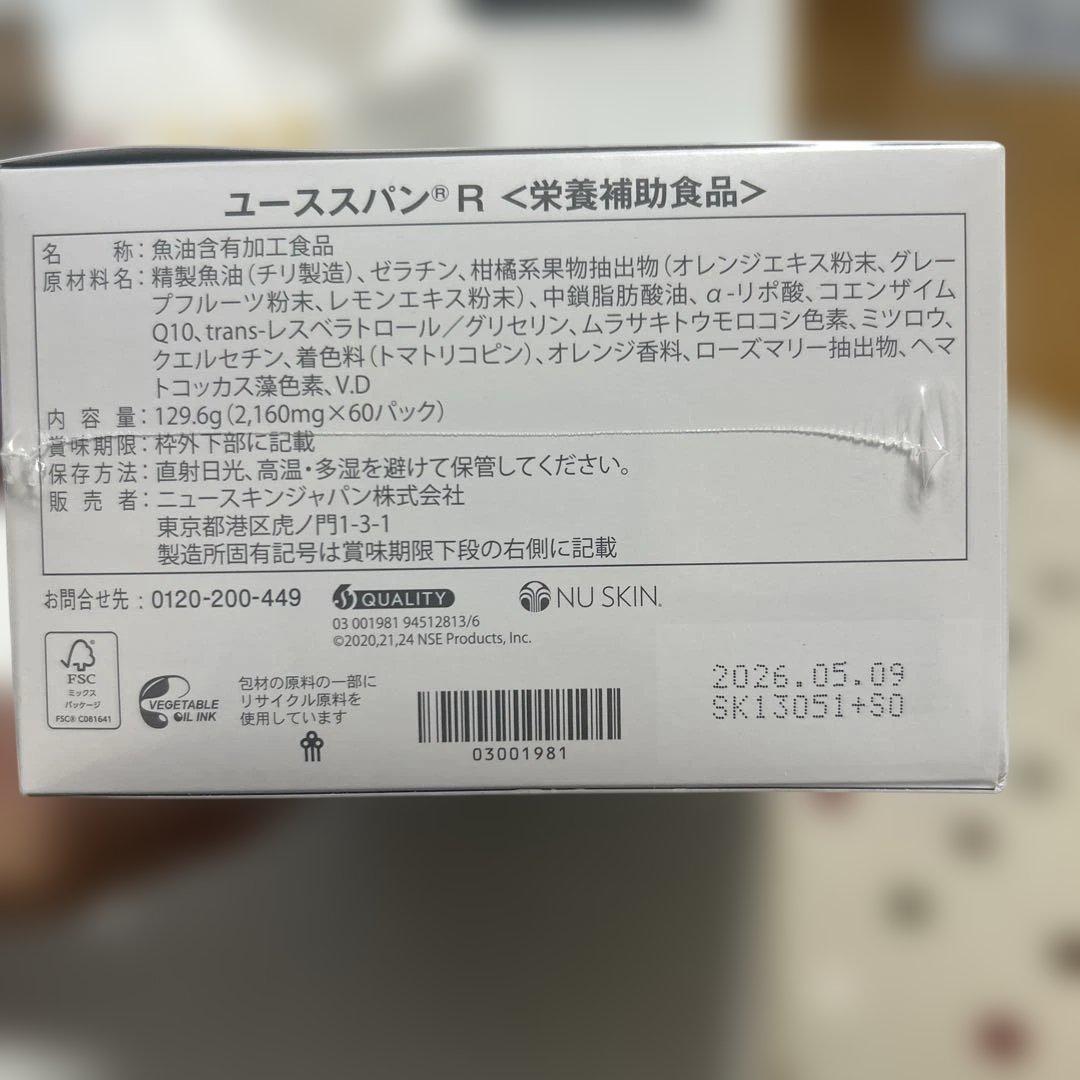 ユーススパン® R <栄養補助食品>
名称：魚油含有加工食品
原材料名：精製魚油（チリ製造）、ゼラチン、柑橘系果物抽出物（オレンジエキス粉末、グレー
プフルーツ粉末、レモンエキス粉末）、中鎖脂肪酸油、α-リポ酸、コエンザイム
Q10、trans-レスベラトロール／グリセリン、ムラサキトウモロコシ色素、ミツロウ、
クエルセチン、着色料（トマトリコピン）、オレンジ香料、ローズマリー抽出物、ヘマ
トコッカス藻色素、V.D
内容量：129.6g（2,160mg×60パック）
賞味期限：枠外下部に記載
保存方法：直射日光、高温・多湿を避けて保管してください。
販売者：ニュースキンジャパン株式会社
東京都港区虎ノ門1-3-1
製造所固有記号は賞味期限下段の右側に記載
お問合せ先：0120-200-449
QUALITY
NU SKIN®
03 001981 94512813/6
©2020,21,24 NSE Products, Inc.
FSC
ミックス
パッケージ
FSC® C081641
VEGETABLE
OIL INK
包材の原料の一部に
リサイクル原料を
使用しています
03001981
2026.05.09
SK13051+S0